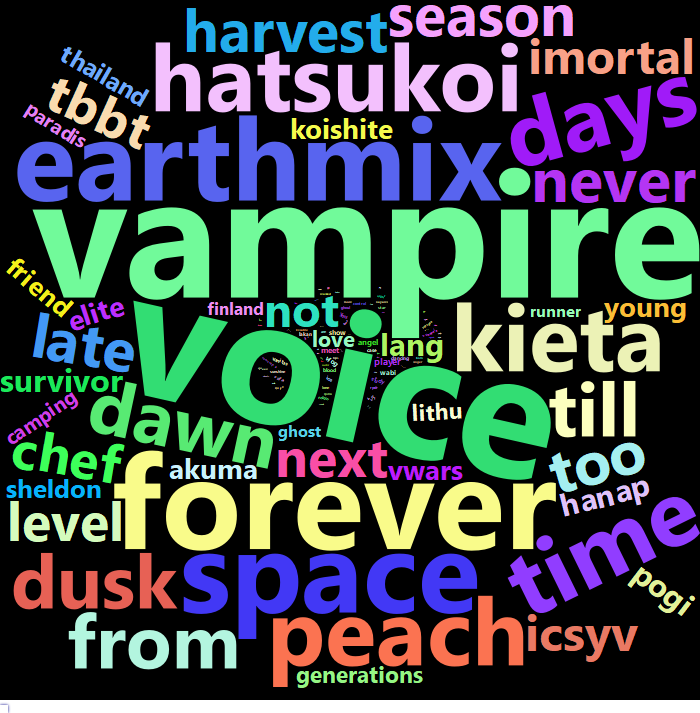 season
harvest
imortal
hatsukoi
thailand
tbbt
days
paradis
koishite
earthmix
never
vampire
friend
elite
finland
not
runner
young
late
voice
love
show
angel
lang
kieta
meet
player
blood
wabi
survivor
camping
dawn
lithu
till
ghost
chef
akuma
next
vwars
too
sheldon
hanap
level
forever
time
dusk
space
pogi
from
peach
icsyv
generations